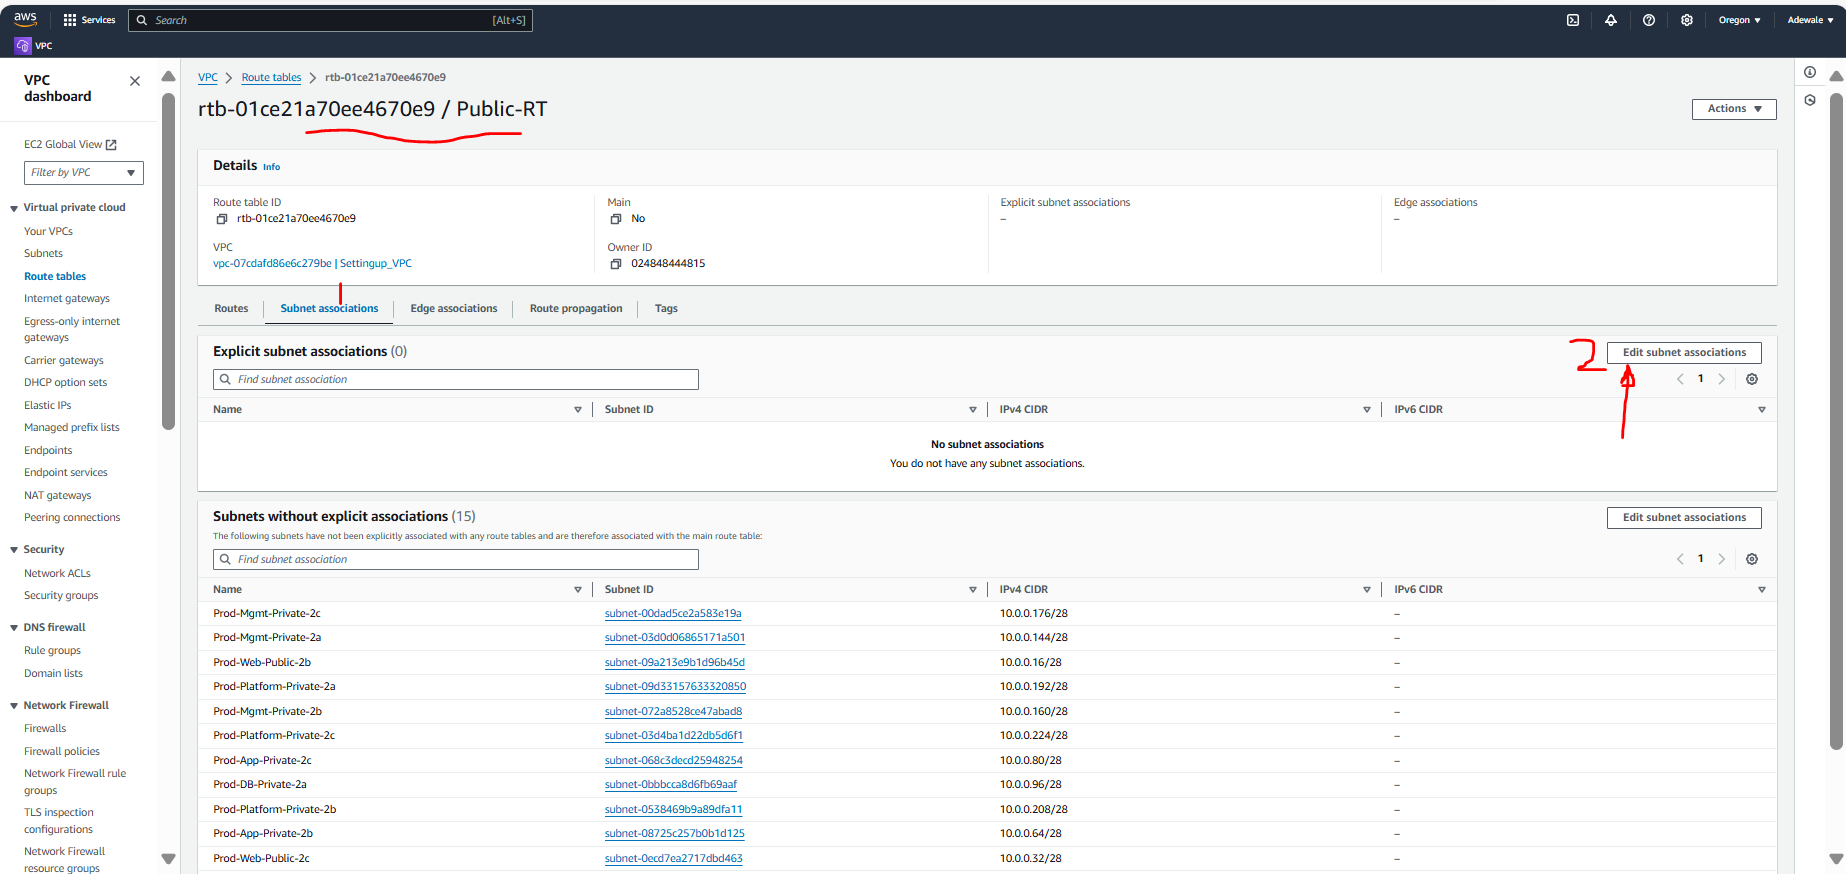 aws Services Search [Alt+S] Oregon ▼ Adewale ▼
VPC
VPC dashboard
EC2 Global View
Filter by VPC
Virtual private cloud
Your VPCs
Subnets
Route tables
Internet gateways
Egress-only internet
gateways
Carrier gateways
DHCP option sets
Elastic IPs
Managed prefix lists
Endpoints
Endpoint services
NAT gateways
Peering connections
Security
Network ACLs
Security groups
DNS firewall
Rule groups
Domain lists
Network Firewall
Firewalls
Firewall policies
Network Firewall rule
groups
TLS inspection
configurations
Network Firewall
resource groups
VPC > Route tables > rtb-01ce21a70ee4670e9
rtb-01ce21a70ee4670e9 / Public-RT
Actions ▼
Details Info
Route table ID
rtb-01ce21a70ee4670e9
VPC
vpc-07cdafd86e6c279be | Settingup_VPC
Main
No
Owner ID
024848444815
Explicit subnet associations
–
Edge associations
–
1
Routes Subnet associations Edge associations Route propagation Tags
Explicit subnet associations (0)
2
Edit subnet associations
Find subnet association
1
Name Subnet ID IPv4 CIDR IPv6 CIDR
No subnet associations
You do not have any subnet associations.
Subnets without explicit associations (15)
Edit subnet associations
The following subnets have not been explicitly associated with any route tables and are therefore associated with the main route table:
Find subnet association
1
Name Subnet ID IPv4 CIDR IPv6 CIDR
Prod-Mgmt-Private-2c subnet-00dad5ce2a583e19a 10.0.0.176/28 –
Prod-Mgmt-Private-2a subnet-03d0d06865171a501 10.0.0.144/28 –
Prod-Web-Public-2b subnet-09a213e9b1d96b45d 10.0.0.16/28 –
Prod-Platform-Private-2a subnet-09d33157633320850 10.0.0.192/28 –
Prod-Mgmt-Private-2b subnet-072a8528ce47abad8 10.0.0.160/28 –
Prod-Platform-Private-2c subnet-03d4ba1d22db5d6f1 10.0.0.224/28 –
Prod-App-Private-2c subnet-068c3decd25948254 10.0.0.80/28 –
Prod-DB-Private-2a subnet-0bbbcca8d6fb69aaf 10.0.0.96/28 –
Prod-Platform-Private-2b subnet-0538469b9a89dfa11 10.0.0.208/28 –
Prod-App-Private-2b subnet-08725c257b0b1d125 10.0.0.64/28 –
Prod-Web-Public-2c subnet-0ecd7ea2717dbd463 10.0.0.32/28 –